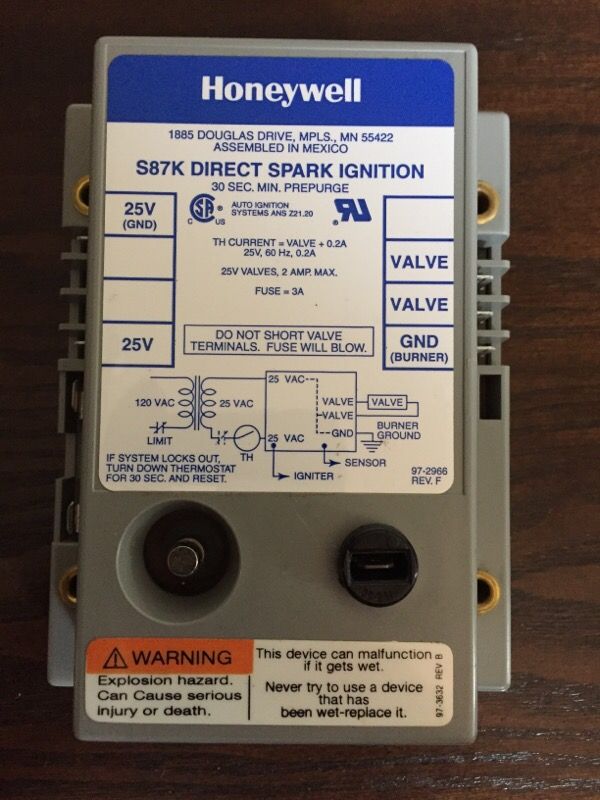 Honeywell
1885 DOUGLAS DRIVE, MPLS., MN 55422
ASSEMBLED IN MEXICO
S87K DIRECT SPARK IGNITION
30 SEC. MIN. PREPURGE
25V
(GND)
C US
AUTO IGNITION
SYSTEMS ANS Z21.20
TH CURRENT = VALVE + 0.2A
25V, 60 Hz, 0.2A
25V VALVES, 2 AMP. MAX.
FUSE = 3A
VALVE
VALVE
25V
DO NOT SHORT VALVE
TERMINALS. FUSE WILL BLOW.
GND
(BURNER)
120 VAC
25 VAC
LIMIT
TH
25 VAC
25 VAC
VALVE
VALVE
GND
VALVE
BURNER
GROUND
SENSOR
IGNITER
IF SYSTEM LOCKS OUT,
TURN DOWN THERMOSTAT
FOR 30 SEC. AND RESET.
97-2966
REV. F
WARNING
Explosion hazard.
Can Cause serious
injury or death.
This device can malfunction
if it gets wet.
Never try to use a device
that has
been wet-replace it.
97-3632 REV B